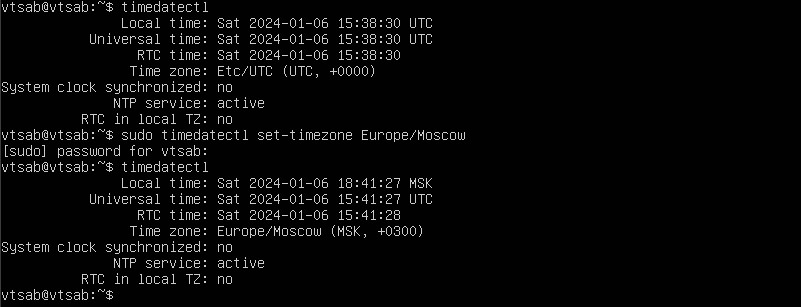 vtsab@vtsab:~$ timedatectl
Local time: Sat 2024-01-06 15:38:30 UTC
Universal time: Sat 2024-01-06 15:38:30 UTC
RTC time: Sat 2024-01-06 15:38:30
Time zone: Etc/UTC (UTC, +0000)
System clock synchronized: no
NTP service: active
RTC in local TZ: no
vtsab@vtsab:~$ sudo timedatectl set-timezone Europe/Moscow
[sudo] password for vtsab:
vtsab@vtsab:~$ timedatectl
Local time: Sat 2024-01-06 18:41:27 MSK
Universal time: Sat 2024-01-06 15:41:27 UTC
RTC time: Sat 2024-01-06 15:41:28
Time zone: Europe/Moscow (MSK, +0300)
System clock synchronized: no
NTP service: active
RTC in local TZ: no
vtsab@vtsab:~$